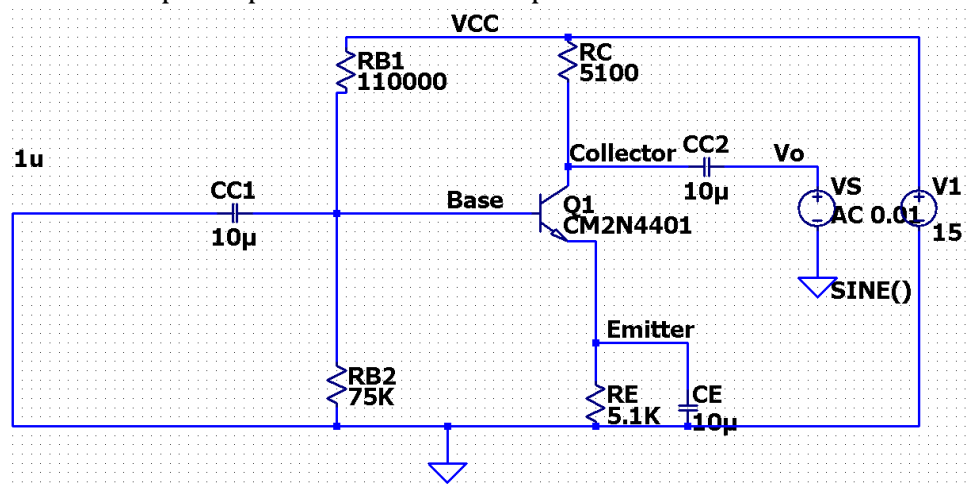 VCC
RB1
110000
RC
5100
1u
Collector
CC2
10µ
Vo
CC1
10µ
Base
Q1
CM2N4401
VS
AC 0.01
V1
15
SINE()
Emitter
RB2
75K
RE
5.1K
CE
10µ